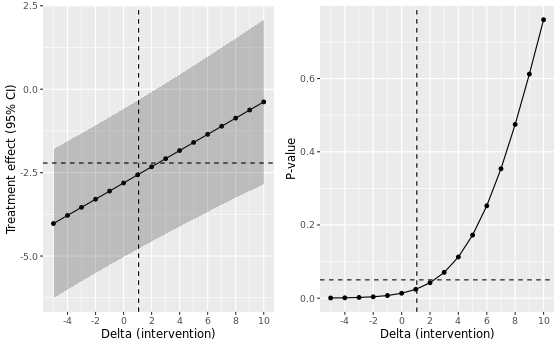 Treatment effect (95% CI)
2.5
0.0
-2.5
-5.0
-4 -2 0 2 4 6 8 10
Delta (intervention)
P-value
0.6
0.4
0.2
0.0
-4 -2 0 2 4 6 8 10
Delta (intervention)